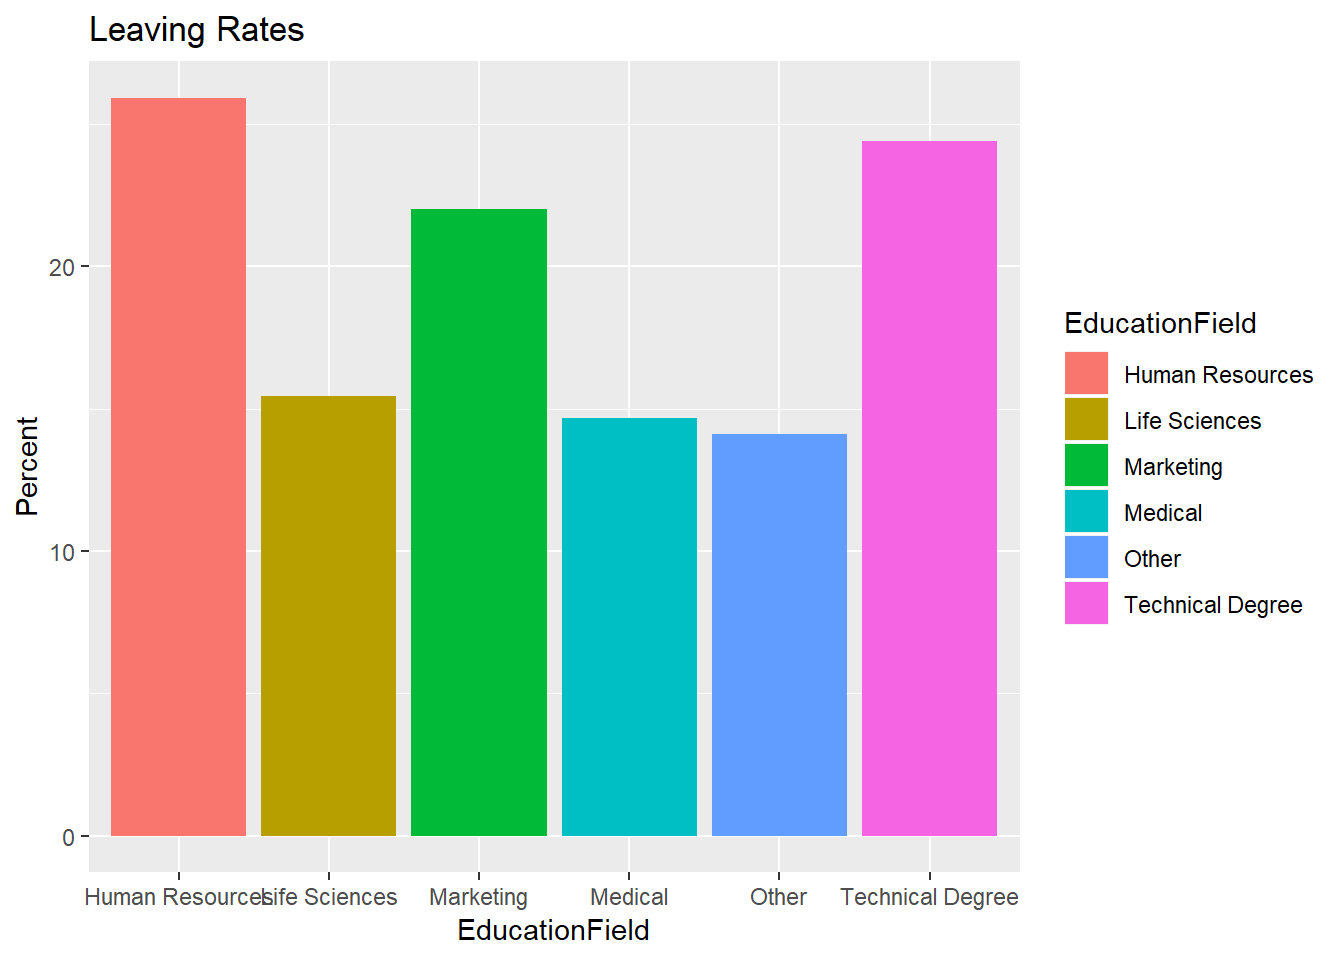 Leaving Rates
Percent
20
10
0
Human Resources Life Sciences Marketing Medical Other Technical Degree
EducationField
EducationField
Human Resources
Life Sciences
Marketing
Medical
Other
Technical Degree